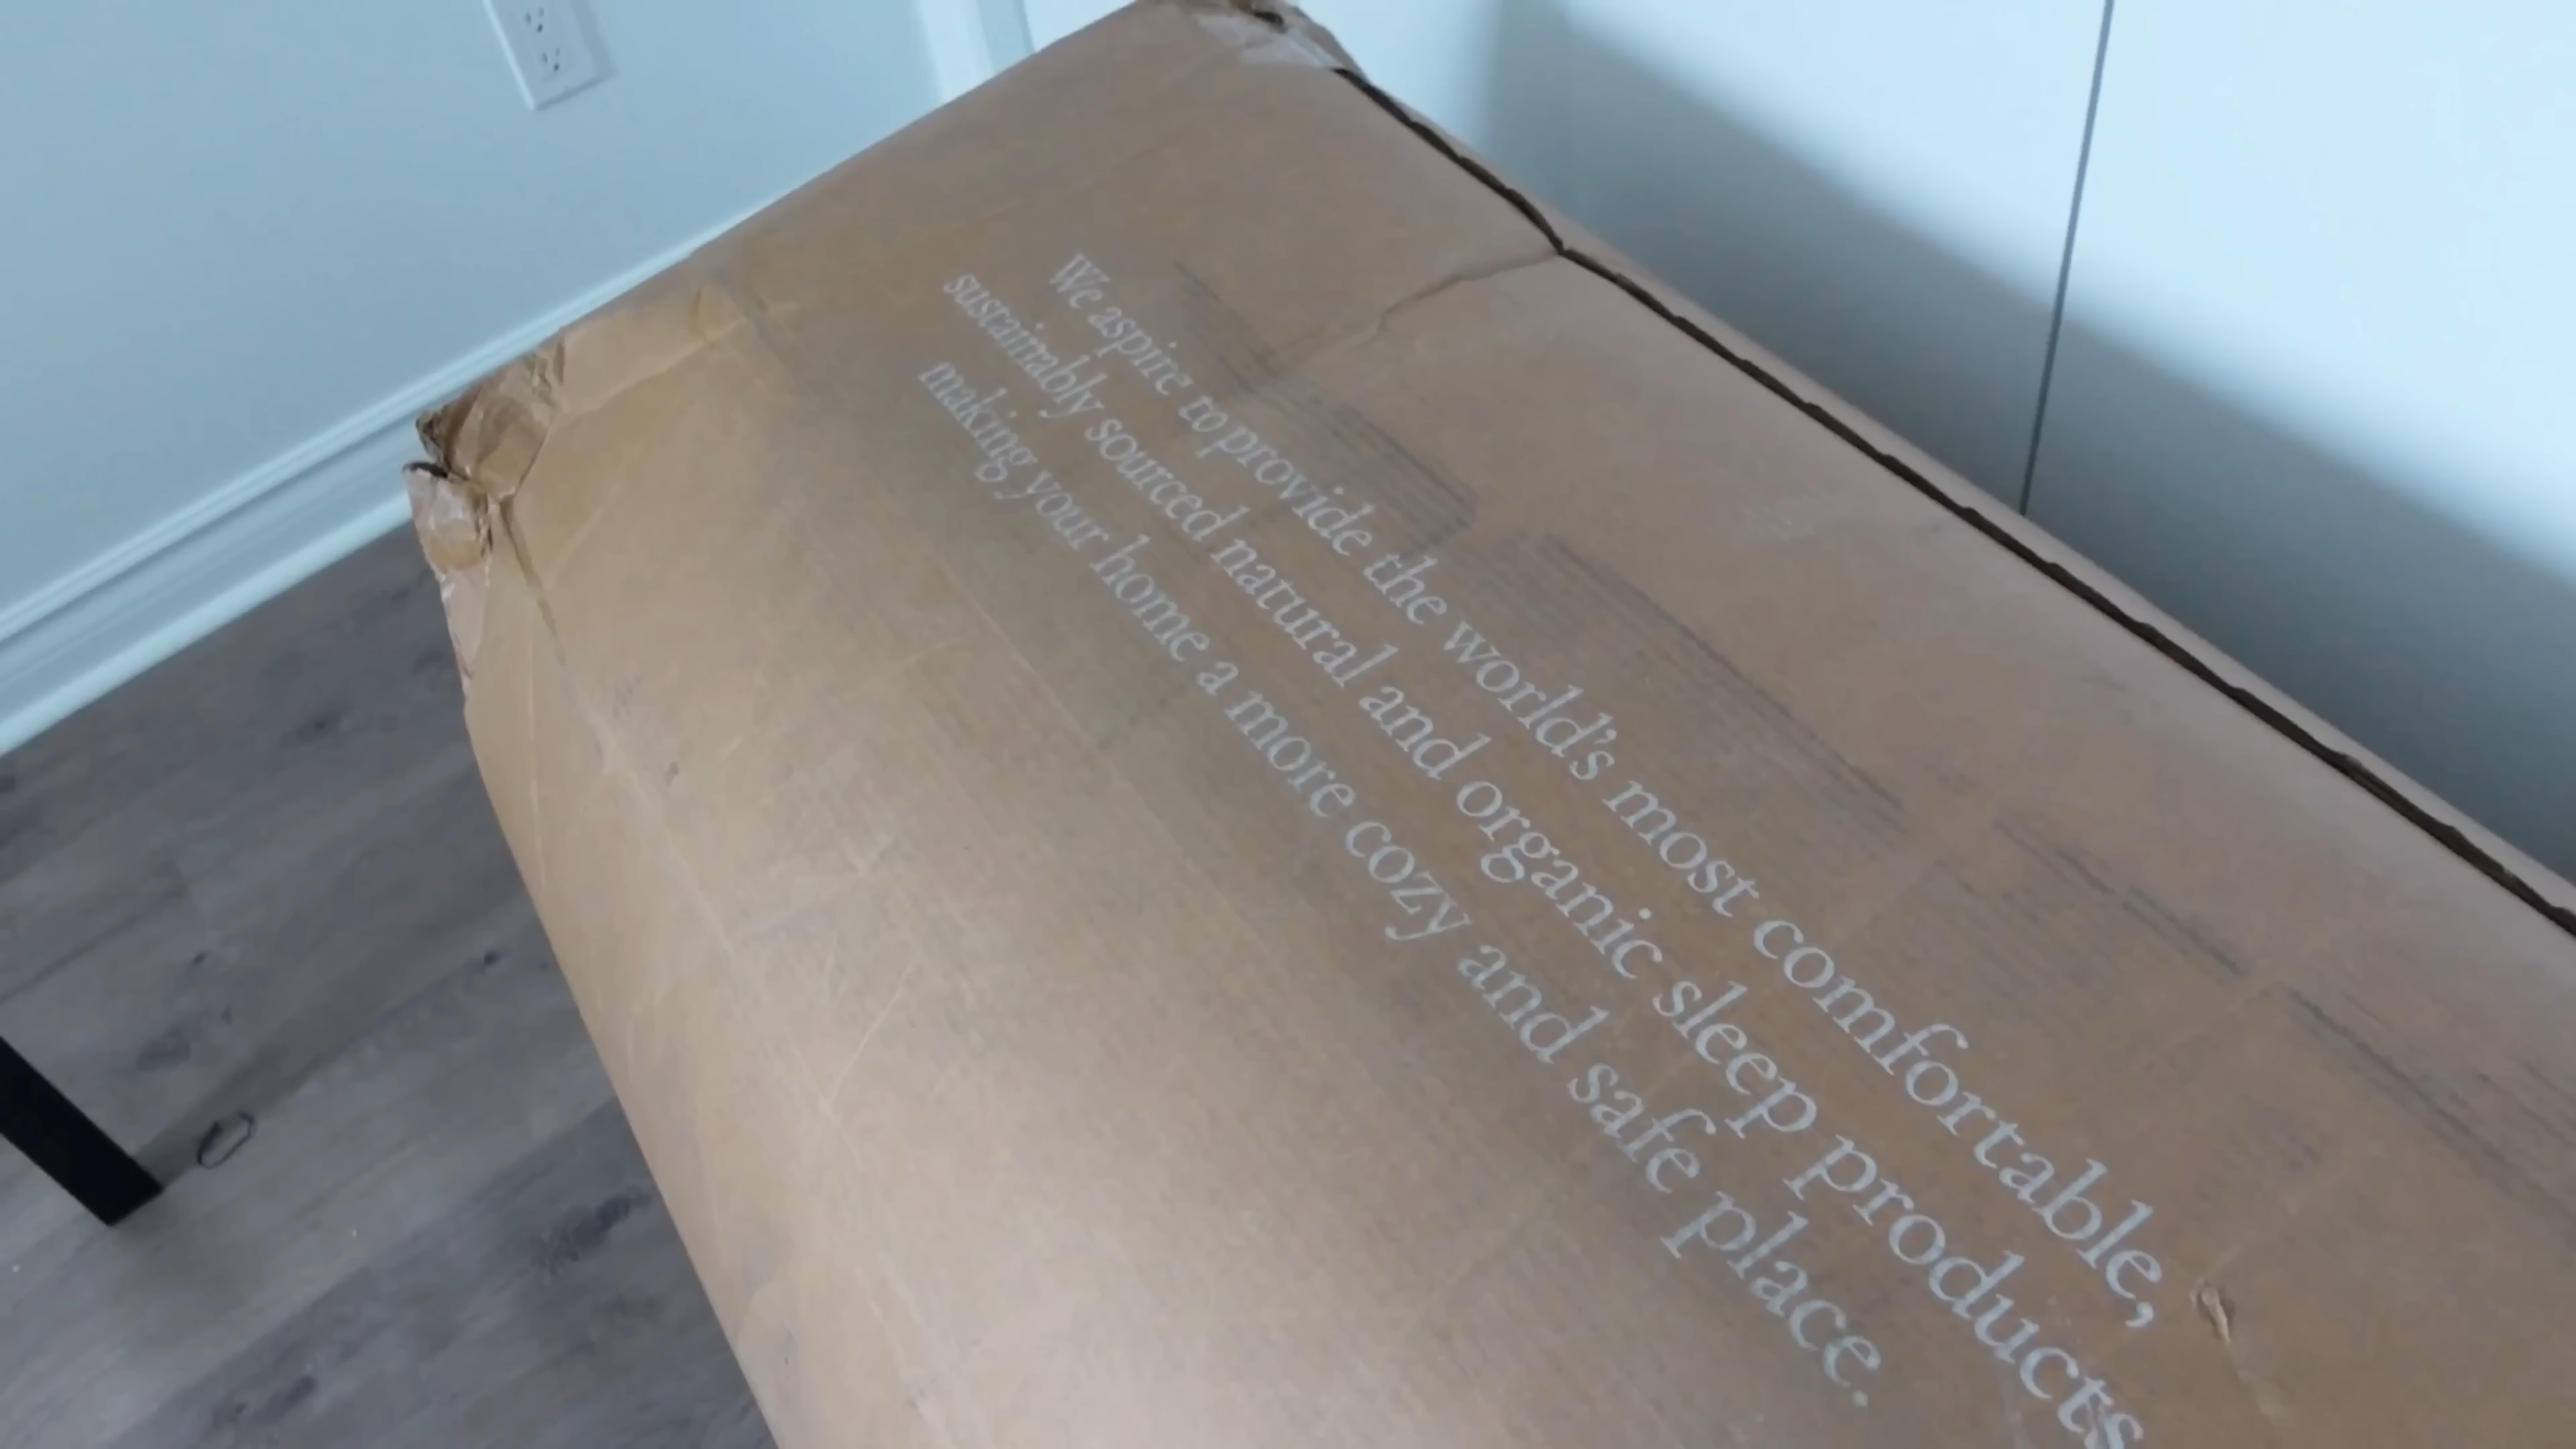 We aspire to provide the world's most comfortable,
sustainably sourced natural and organic sleep products
making your home a more cozy and safe place.